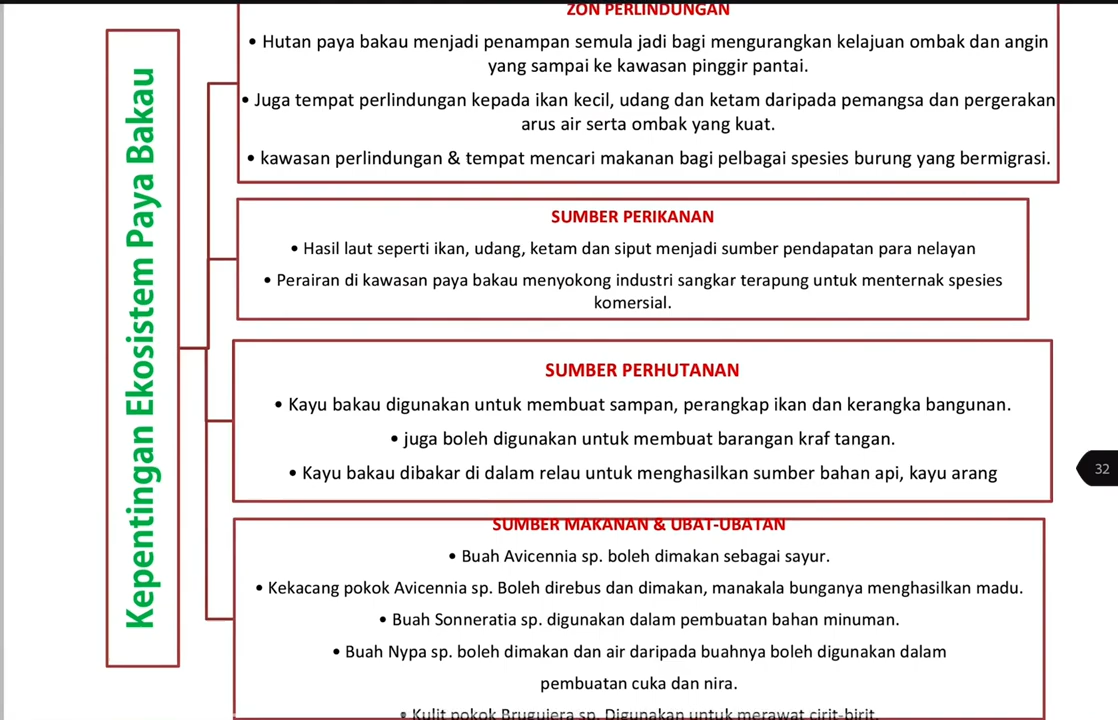 Kepentingan Ekosistem Paya Bakau
ZON PERLINDUNGAN
• Hutan paya bakau menjadi penampan semula jadi bagi mengurangkan kelajuan ombak dan angin
yang sampai ke kawasan pinggir pantai.
• Juga tempat perlindungan kepada ikan kecil, udang dan ketam daripada pemangsa dan pergerakan
arus air serta ombak yang kuat.
• kawasan perlindungan & tempat mencari makanan bagi pelbagai spesies burung yang bermigrasi.
SUMBER PERIKANAN
• Hasil laut seperti ikan, udang, ketam dan siput menjadi sumber pendapatan para nelayan
• Perairan di kawasan paya bakau menyokong industri sangkar terapung untuk menternak spesies
komersial.
SUMBER PERHUTANAN
• Kayu bakau digunakan untuk membuat sampan, perangkap ikan dan kerangka bangunan.
• juga boleh digunakan untuk membuat barangan kraf tangan.
• Kayu bakau dibakar di dalam relau untuk menghasilkan sumber bahan api, kayu arang
32
SUMBER MAKANAN & UBAT-UBATAN
• Buah Avicennia sp. boleh dimakan sebagai sayur.
• Kekacang pokok Avicennia sp. Boleh direbus dan dimakan, manakala bunganya menghasilkan madu.
• Buah Sonneratia sp. digunakan dalam pembuatan bahan minuman.
• Buah Nypa sp. boleh dimakan dan air daripada buahnya boleh digunakan dalam
pembuatan cuka dan nira.
• Kulit pokok Bruguiera sp. Digunakan untuk merawat cirit-birit.